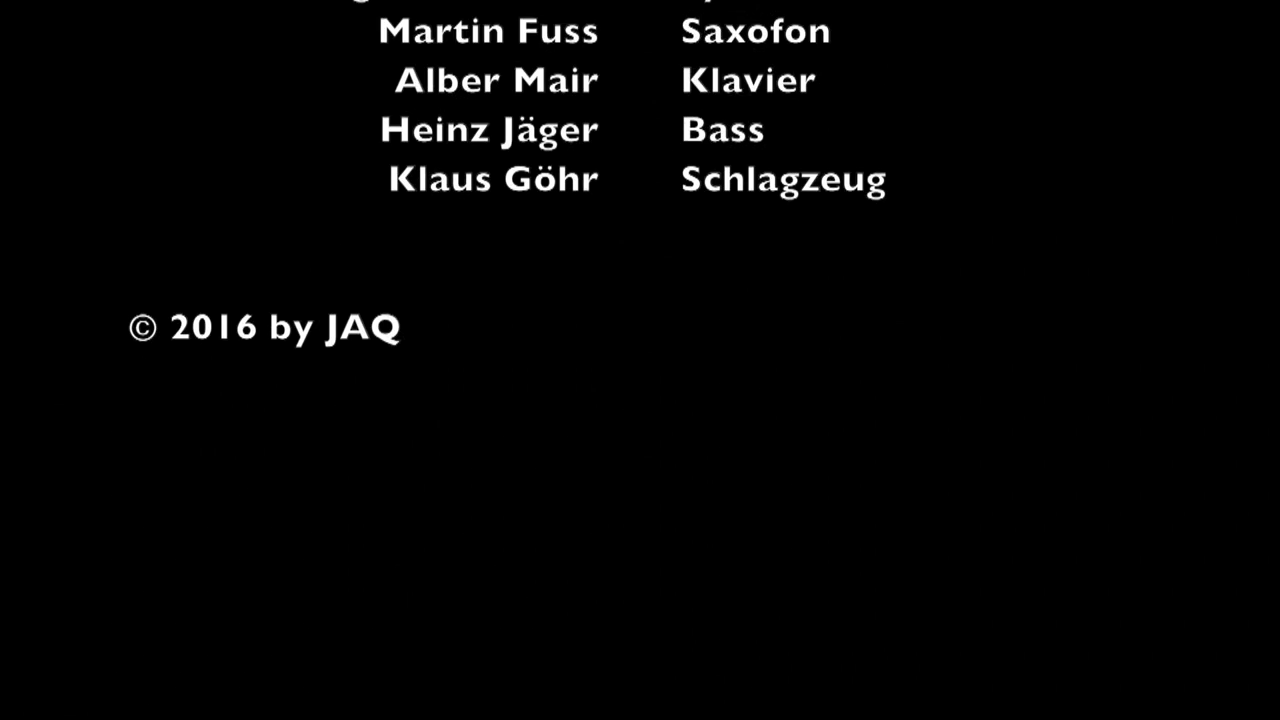 Martin Fuss Saxofon
Alber Mair Klavier
Heinz Jäger Bass
Klaus Göhr Schlagzeug
© 2016 by JAQ